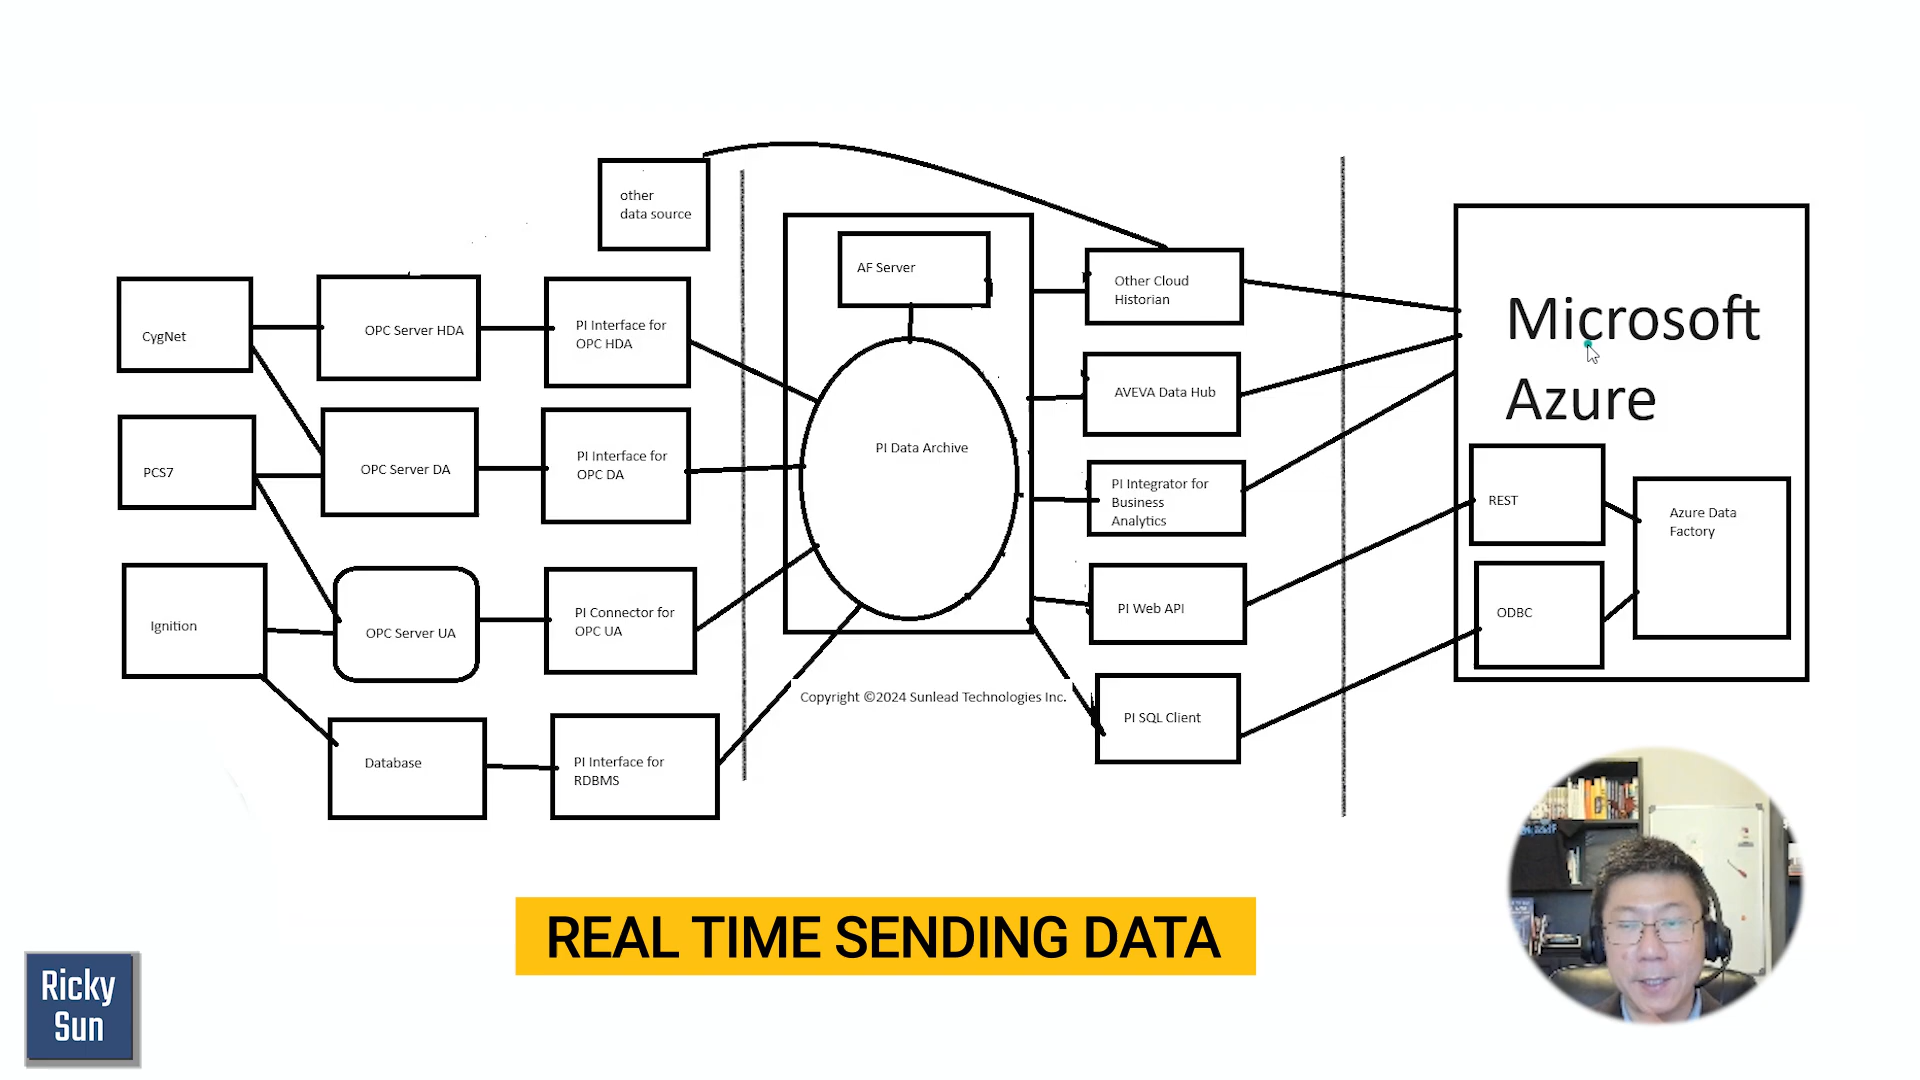 other
data source
AF Server
Other Cloud
Historian
CygNet
OPC Server HDA
PI Interface for
OPC HDA
AVEVA Data Hub
Microsoft
Azure
PCS7
OPC Server DA
PI Interface for
OPC DA
PI Data Archive
PI Integrator for
Business
Analytics
REST
Azure Data
Factory
Ignition
OPC Server UA
PI Connector for
OPC UA
PI Web API
ODBC
Copyright ©2024 Sunlead Technologies Inc.
PI SQL Client
Database
PI Interface for
RDBMS
REAL TIME SENDING DATA
Ricky
Sun